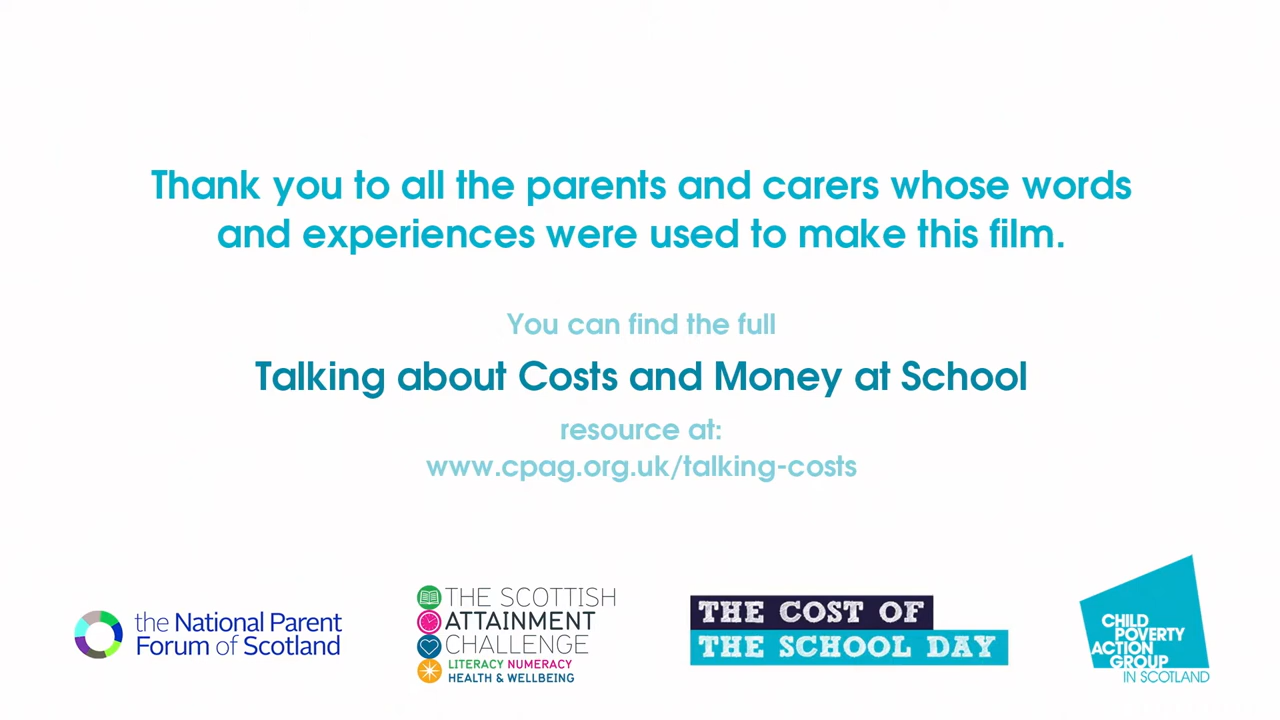 Thank you to all the parents and carers whose words
and experiences were used to make this film.
You can find the full
Talking about Costs and Money at School
resource at:
www.cpag.org.uk/talking-costs
the National Parent
Forum of Scotland
THE SCOTTISH
ATTAINMENT
CHALLENGE
LITERACY NUMERACY
HEALTH & WELLBEING
THE COST OF
THE SCHOOL DAY
CHILD
POVERTY
ACTION
GROUP
IN SCOTLAND